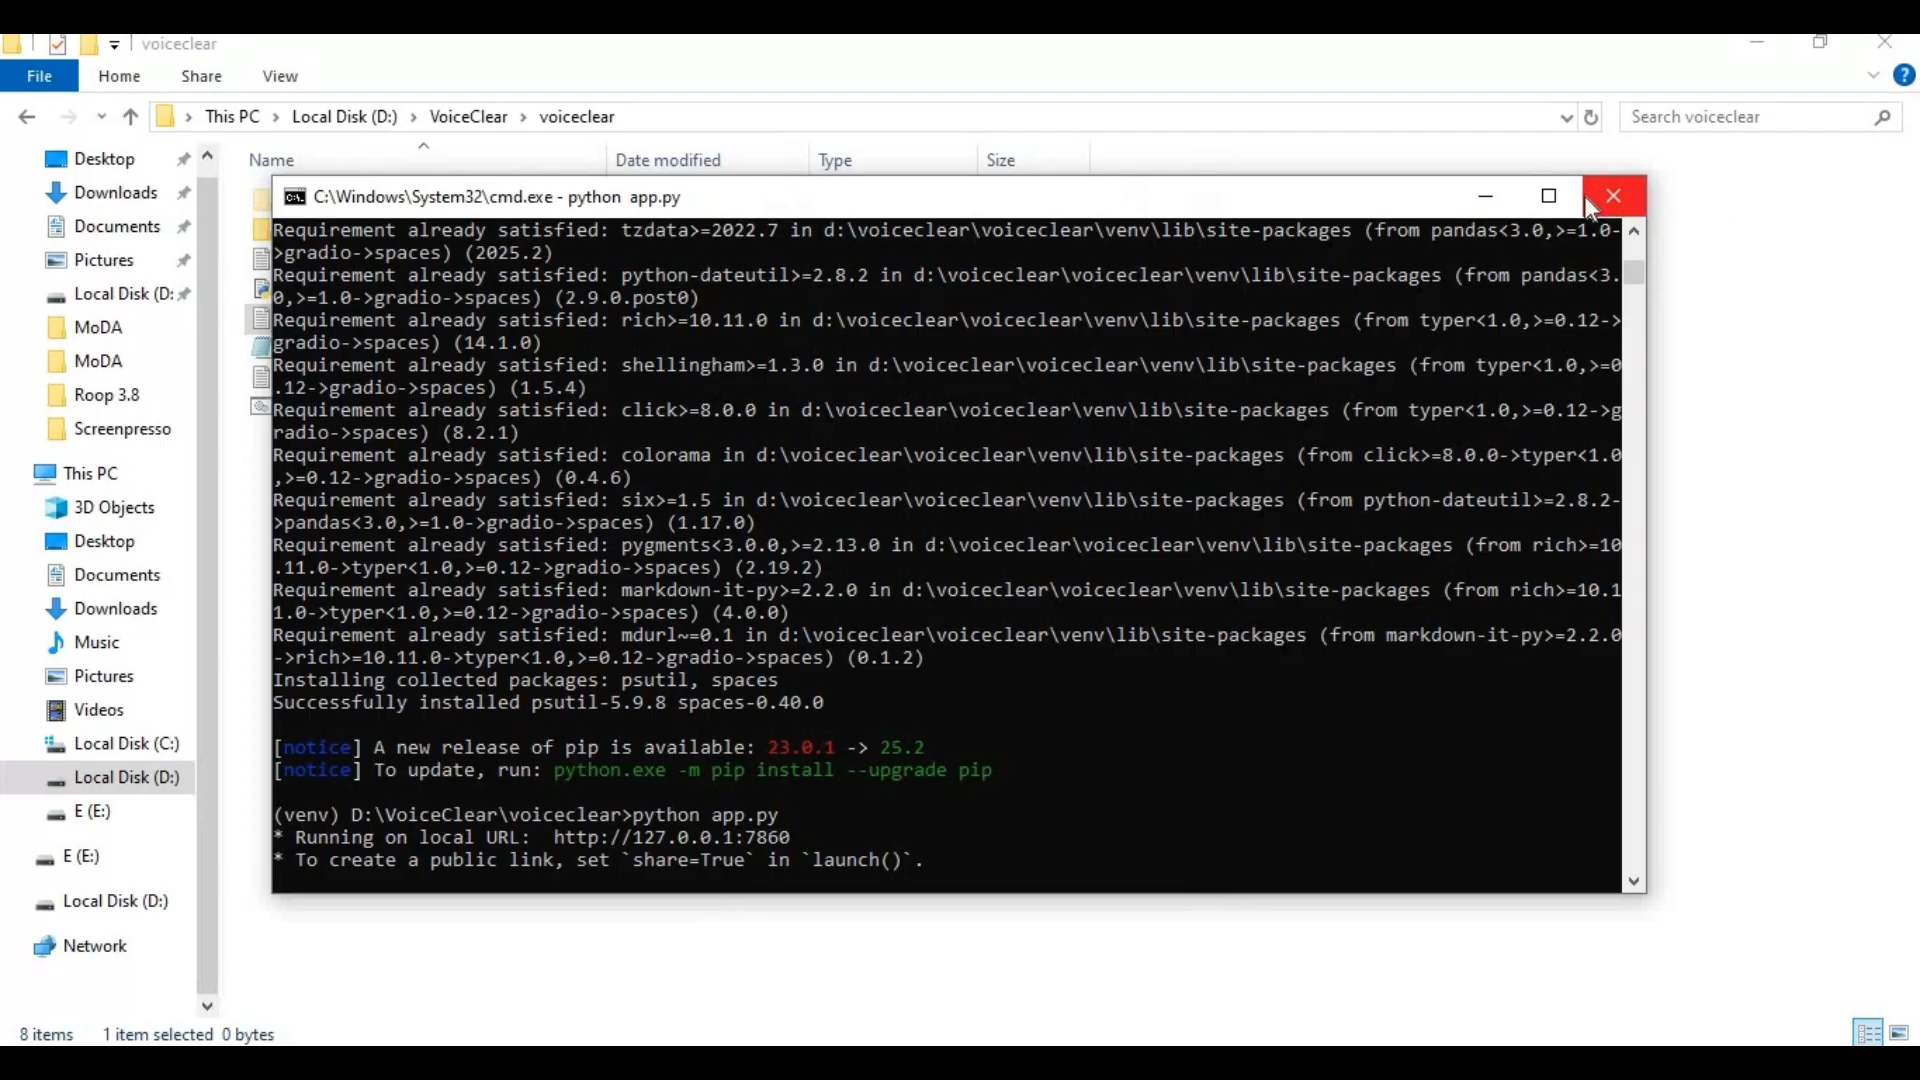 voiceclear
File Home Share View
This PC Local Disk (D:) VoiceClear voiceclear Search voiceclear
Name Date modified Type Size
Desktop
Downloads
Documents
Pictures
Local Disk (D:
MoDA
MoDA
Roop 3.8
Screenpresso
This PC
3D Objects
Desktop
Documents
Downloads
Music
Pictures
Videos
Local Disk (C:)
Local Disk (D:)
E (E:)
E (E:)
Local Disk (D:)
Network
C:\Windows\System32\cmd.exe - python app.py
Requirement already satisfied: tzdata>=2022.7 in d:\voiceclear\voiceclear\venv\lib\site-packages (from pandas<3.0,>=1.0-
>gradio->spaces) (2025.2)
Requirement already satisfied: python-dateutil>=2.8.2 in d:\voiceclear\voiceclear\venv\lib\site-packages (from pandas<3.
0,>=1.0->gradio->spaces) (2.9.0.post0)
Requirement already satisfied: rich>=10.11.0 in d:\voiceclear\voiceclear\venv\lib\site-packages (from typer<1.0,>=0.12->
gradio->spaces) (14.1.0)
Requirement already satisfied: shellingham>=1.3.0 in d:\voiceclear\voiceclear\venv\lib\site-packages (from typer<1.0,>=0
.12->gradio->spaces) (1.5.4)
Requirement already satisfied: click>=8.0.0 in d:\voiceclear\voiceclear\venv\lib\site-packages (from typer<1.0,>=0.12->g
radio->spaces) (8.2.1)
Requirement already satisfied: colorama in d:\voiceclear\voiceclear\venv\lib\site-packages (from click>=8.0.0->typer<1.0
,>=0.12->gradio->spaces) (0.4.6)
Requirement already satisfied: six>=1.5 in d:\voiceclear\voiceclear\venv\lib\site-packages (from python-dateutil>=2.8.2-
>pandas<3.0,>=1.0->gradio->spaces) (1.17.0)
Requirement already satisfied: pygments<3.0.0,>=2.13.0 in d:\voiceclear\voiceclear\venv\lib\site-packages (from rich>=10
.11.0->typer<1.0,>=0.12->gradio->spaces) (2.19.2)
Requirement already satisfied: markdown-it-py>=2.2.0 in d:\voiceclear\voiceclear\venv\lib\site-packages (from rich>=10.1
1.0->typer<1.0,>=0.12->gradio->spaces) (4.0.0)
Requirement already satisfied: mdurl~=0.1 in d:\voiceclear\voiceclear\venv\lib\site-packages (from markdown-it-py>=2.2.0
->rich>=10.11.0->typer<1.0,>=0.12->gradio->spaces) (0.1.2)
Installing collected packages: psutil, spaces
Successfully installed psutil-5.9.8 spaces-0.40.0
[notice] A new release of pip is available: 23.0.1 -> 25.2
[notice] To update, run: python.exe -m pip install --upgrade pip
(venv) D:\VoiceClear\voiceclear>python app.py
* Running on local URL:  http://127.0.0.1:7860
* To create a public link, set `share=True` in `launch()`.
8 items 1 item selected 0 bytes